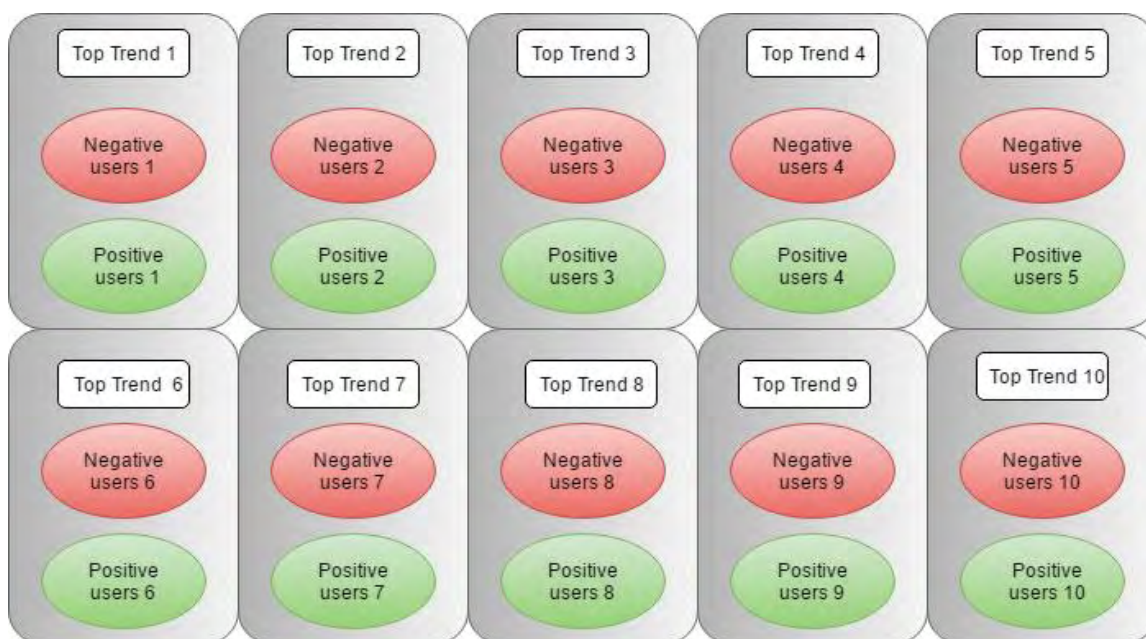 Top Trend 1
Top Trend 2
Top Trend 3
Top Trend 4
Top Trend 5
Negative
users 1
Negative
users 2
Negative
users 3
Negative
users 4
Negative
users 5
Positive
users 1
Positive
users 2
Positive
users 3
Positive
users 4
Positive
users 5
Top Trend 6
Top Trend 7
Top Trend 8
Top Trend 9
Top Trend 10
Negative
users 6
Negative
users 7
Negative
users 8
Negative
users 9
Negative
users 10
Positive
users 6
Positive
users 7
Positive
users 8
Positive
users 9
Positive
users 10